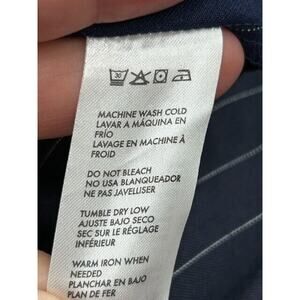 30
MACHINE WASH COLD
LAVAR A MÁQUINA EN
FRÍO
LAVAGE EN MACHINE À
FROID
DO NOT BLEACH
NO USA BLANQUEADOR
NE PAS JAVELLISER
TUMBLE DRY LOW
AJUSTE BAJO SECO
SEC SUR LE RÉGLAGE
INFÉRIEUR
WARM IRON WHEN
NEEDED
PLANCHAR EN BAJO
PLAN DE FER CHAUD